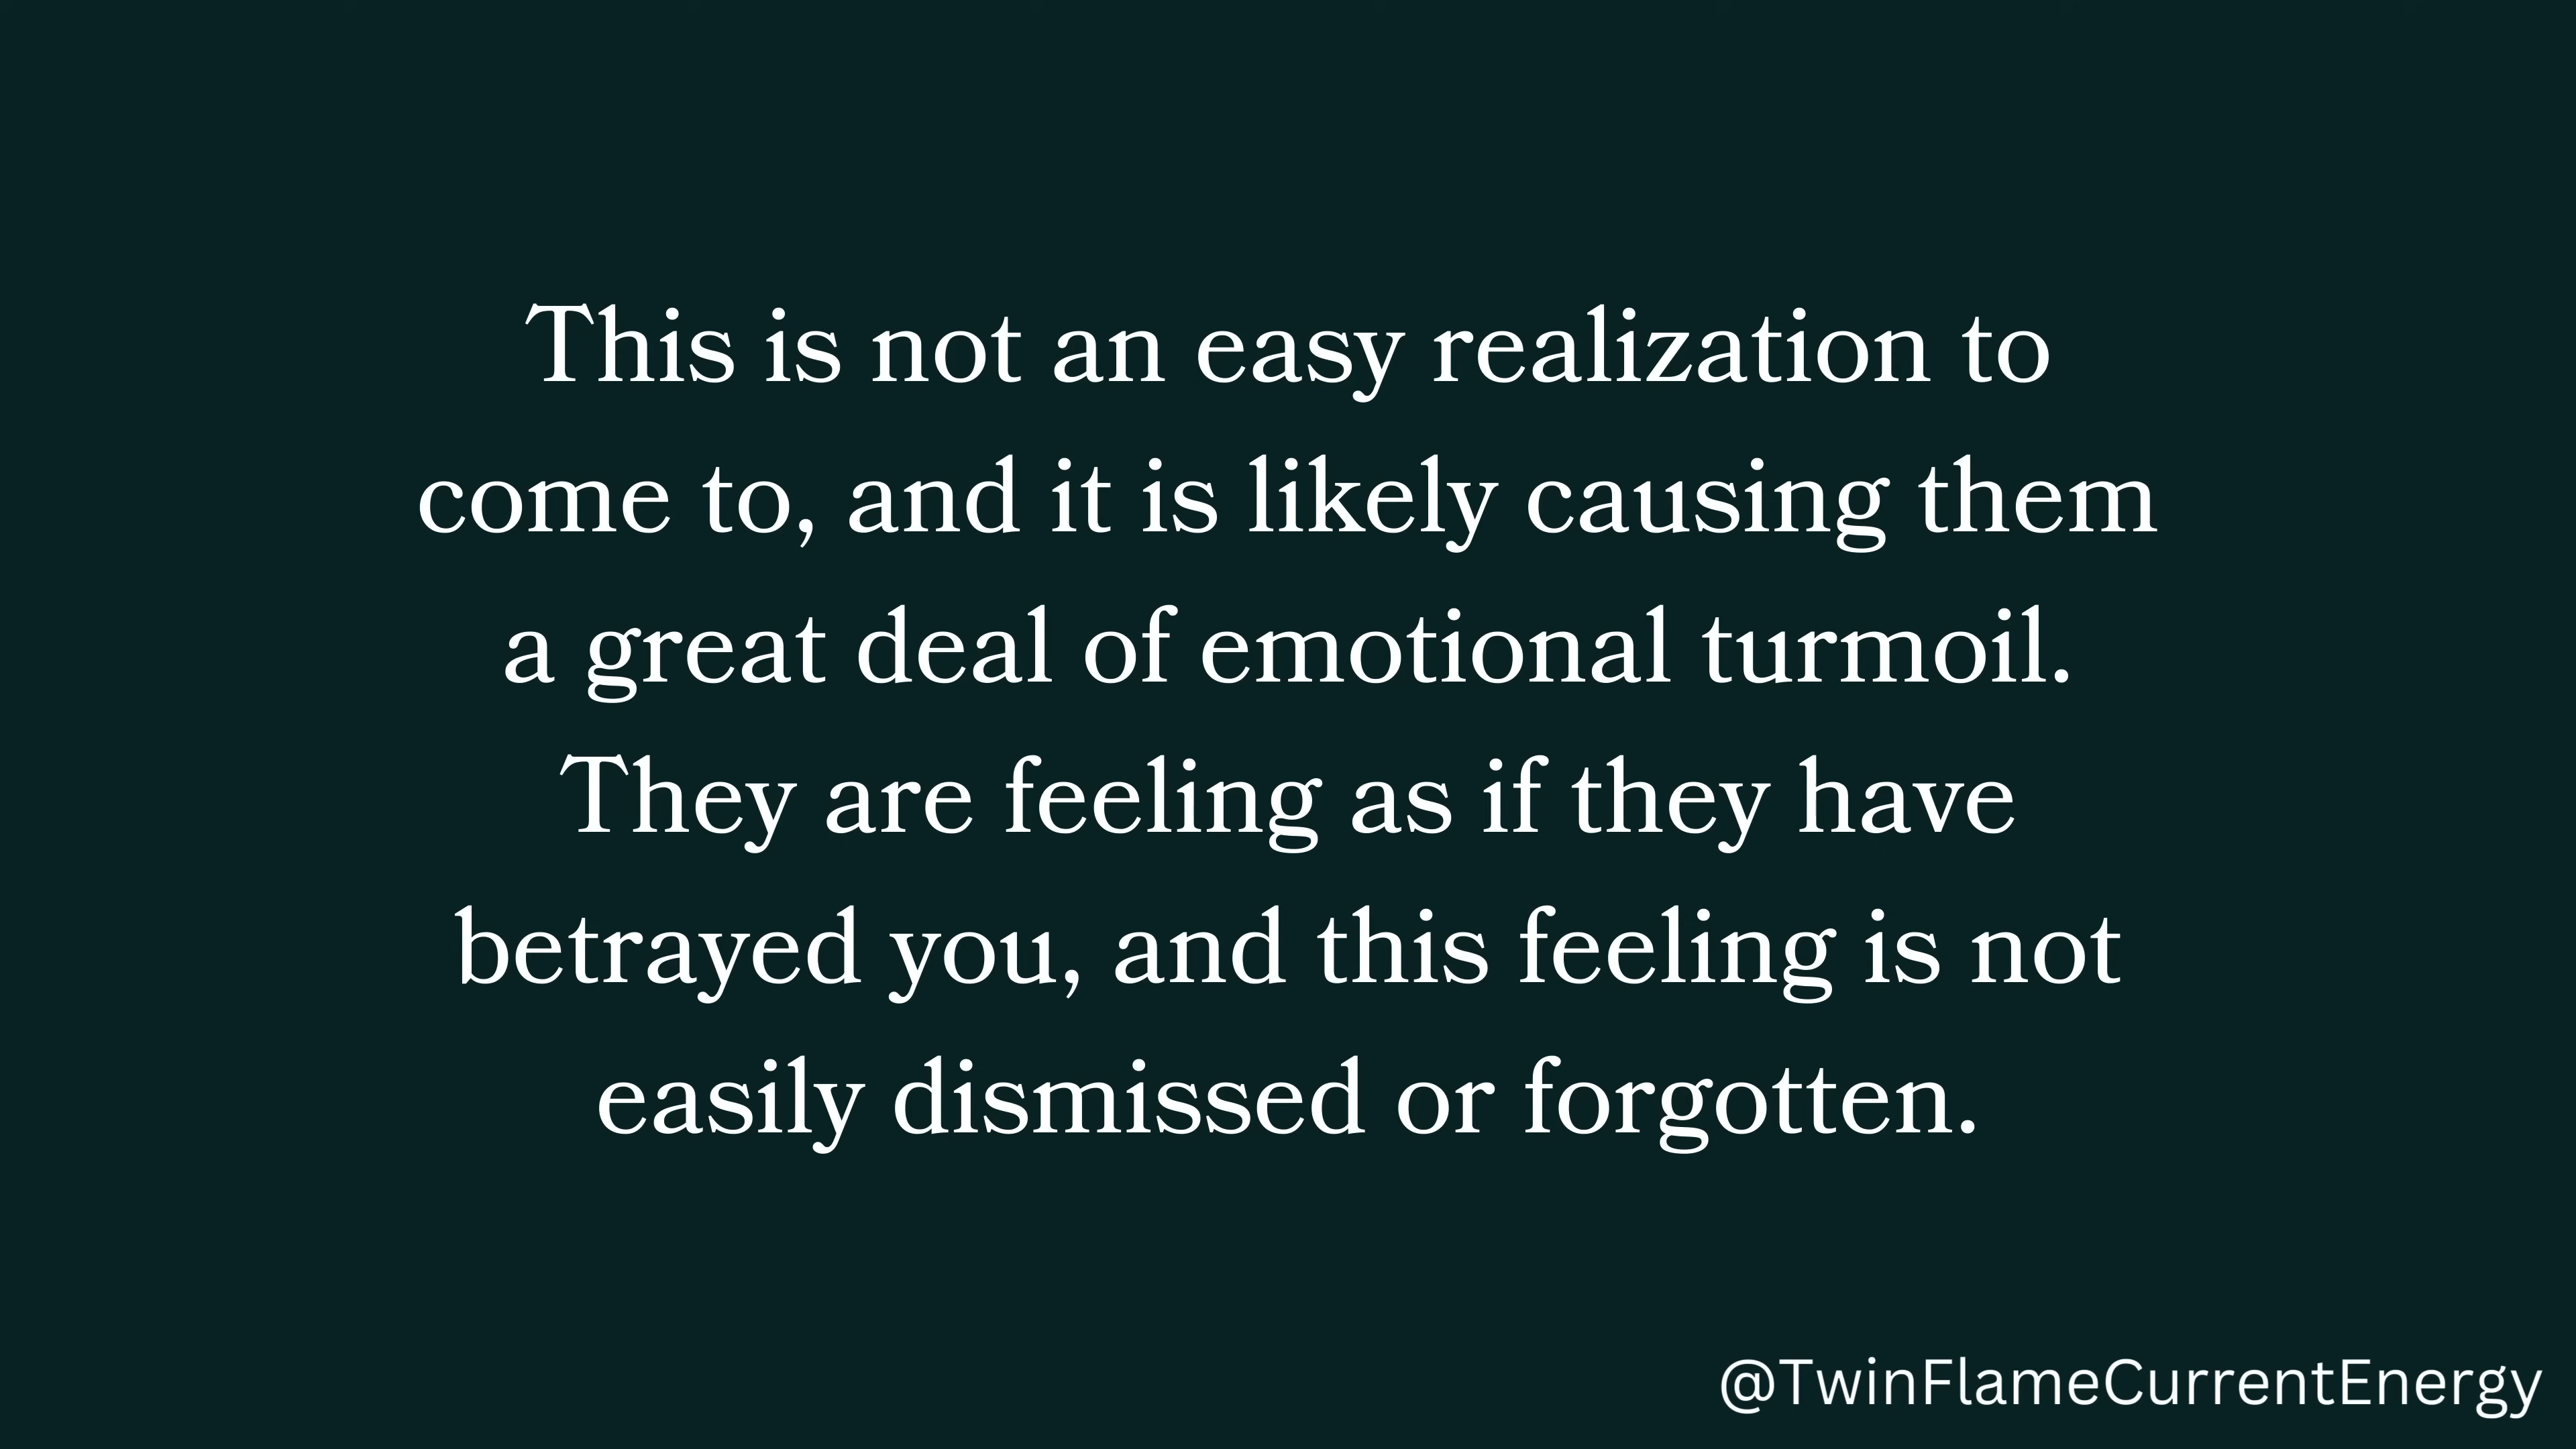 This is not an easy realization to
come to, and it is likely causing them
a great deal of emotional turmoil.
They are feeling as if they have
betrayed you, and this feeling is not
easily dismissed or forgotten.
@TwinFlameCurrentEnergy